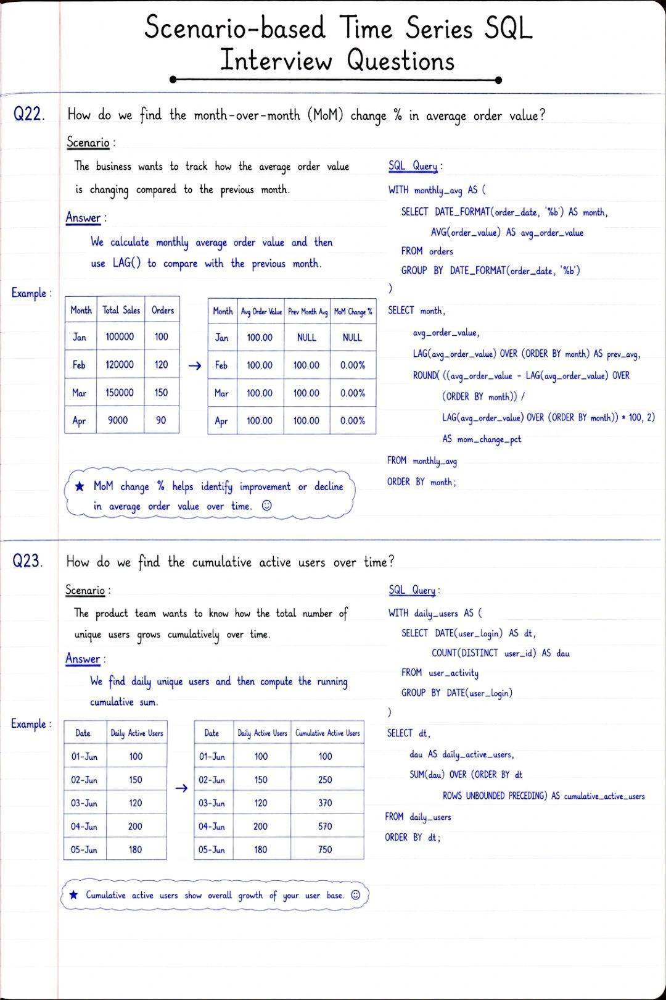 Scenario-based Time Series SQL
Interview Questions
Q22. How do we find the month-over-month (MoM) change % in average order value?
Scenario :
The business wants to track how the average order value
is changing compared to the previous month.
Answer :
We calculate monthly average order value and then
use LAG() to compare with the previous month.
Example :
Month Total Sales Orders
Jan 100000 100
Feb 120000 120
Mar 150000 150
Apr 9000 90
→
Month Avg Order Value Prev Month Avg MoM Change %
Jan 100.00 NULL NULL
Feb 100.00 100.00 0.00%
Mar 100.00 100.00 0.00%
Apr 100.00 100.00 0.00%
★ MoM change % helps identify improvement or decline
in average order value over time. ☺
SQL Query :
WITH monthly_avg AS (
SELECT DATE_FORMAT(order_date, '%b') AS month,
AVG(order_value) AS avg_order_value
FROM orders
GROUP BY DATE_FORMAT(order_date, '%b')
)
SELECT month,
avg_order_value,
LAG(avg_order_value) OVER (ORDER BY month) AS prev_avg,
ROUND( ((avg_order_value - LAG(avg_order_value) OVER
(ORDER BY month)) /
LAG(avg_order_value) OVER (ORDER BY month)) * 100, 2)
AS mom_change_pct
FROM monthly_avg
ORDER BY month;
Q23. How do we find the cumulative active users over time?
Scenario :
The product team wants to know how the total number of
unique users grows cumulatively over time.
Answer :
We find daily unique users and then compute the running
cumulative sum.
Example :
Date Daily Active Users
01-Jun 100
02-Jun 150
03-Jun 120
04-Jun 200
05-Jun 180
→
Date Daily Active Users Cumulative Active Users
01-Jun 100 100
02-Jun 150 250
03-Jun 120 370
04-Jun 200 570
05-Jun 180 750
★ Cumulative active users show overall growth of your user base. ☺
SQL Query :
WITH daily_users AS (
SELECT DATE(user_login) AS dt,
COUNT(DISTINCT user_id) AS dau
FROM user_activity
GROUP BY DATE(user_login)
)
SELECT dt,
dau AS daily_active_users,
SUM(dau) OVER (ORDER BY dt
ROWS UNBOUNDED PRECEDING) AS cumulative_active_users
FROM daily_users
ORDER BY dt;